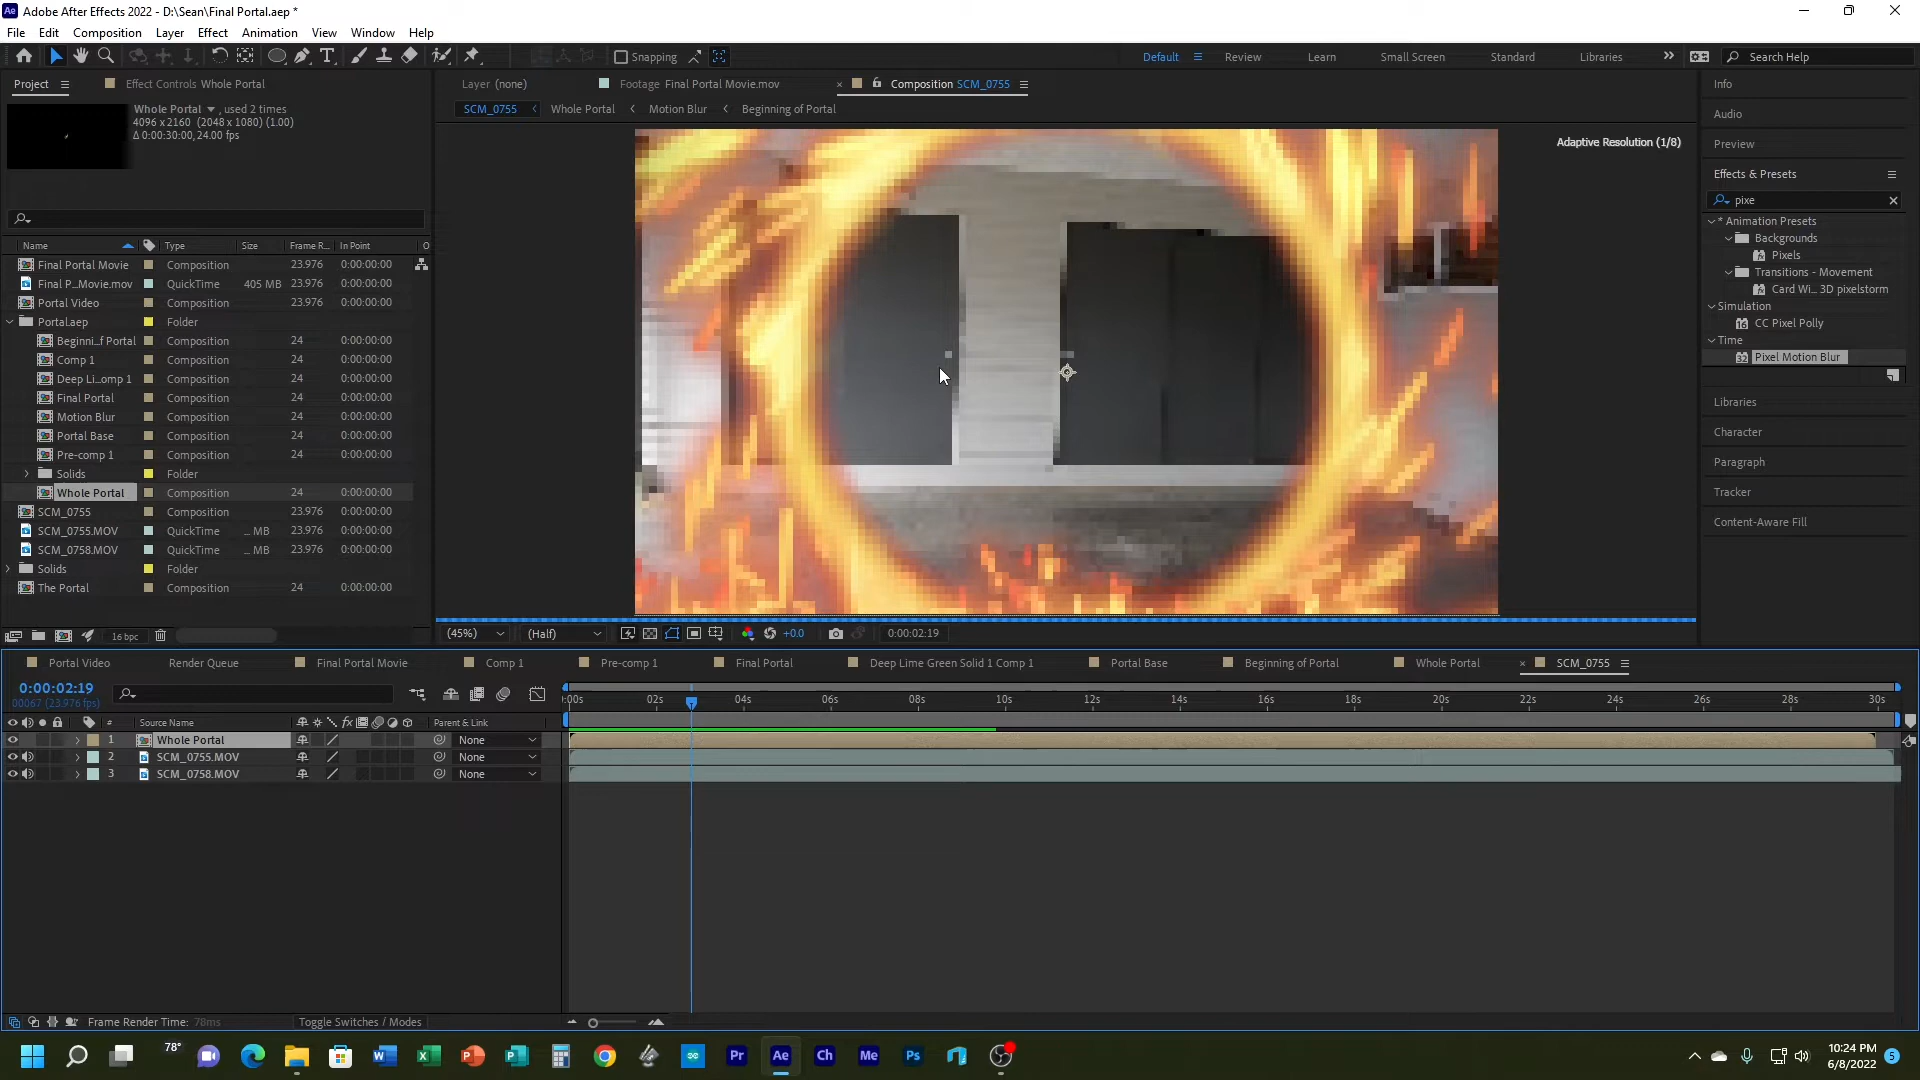 Adobe After Effects 2022 - D:\Sean\Final Portal.aep *
File Edit Composition Layer Effect Animation View Window Help
Snapping
Default Review Learn Small Screen Standard Libraries Search Help
Project Effect Controls Whole Portal
Layer (none) Footage Final Portal Movie.mov Composition SCM_0755
SCM_0755 Whole Portal Motion Blur Beginning of Portal
Whole Portal , used 2 times
4096 x 2160 (2048 x 1080) (1.00)
Δ 0:00:30:00, 24.00 fps
Name Type Size Frame R... In Point O
Final Portal Movie Composition 23.976 0:00:00:00
Final P...Movie.mov QuickTime 405 MB 23.976 0:00:00:00
Portal Video Composition 23.976 0:00:00:00
Portal.aep Folder
Beginni...f Portal Composition 24 0:00:00:00
Comp 1 Composition 24 0:00:00:00
Deep Li...omp 1 Composition 24 0:00:00:00
Final Portal Composition 24 0:00:00:00
Motion Blur Composition 24 0:00:00:00
Portal Base Composition 24 0:00:00:00
Pre-comp 1 Composition 24 0:00:00:00
Solids Folder
Whole Portal Composition 24 0:00:00:00
SCM_0755 Composition 23.976 0:00:00:00
SCM_0755.MOV QuickTime ... MB 23.976 0:00:00:00
SCM_0758.MOV QuickTime ... MB 23.976 0:00:00:00
Solids Folder
The Portal Composition 24 0:00:00:00
16 bpc
Adaptive Resolution (1/8)
(45%) (Half) +0.0 0:00:02:19
Info
Audio
Preview
Effects & Presets
pixe
* Animation Presets
Backgrounds
Pixels
Transitions - Movement
Card Wi... 3D pixelstorm
Simulation
16 CC Pixel Polly
Time
32 Pixel Motion Blur
Libraries
Character
Paragraph
Tracker
Content-Aware Fill
Portal Video Render Queue Final Portal Movie Comp 1 Pre-comp 1 Final Portal Deep Lime Green Solid 1 Comp 1 Portal Base Beginning of Portal Whole Portal SCM_0755
0:00:02:19
00067 (23.976 fps)
:00s 02s 04s 06s 08s 10s 12s 14s 16s 18s 20s 22s 24s 26s 28s 30s
# Source Name fx Parent & Link
1 Whole Portal None
2 SCM_0755.MOV None
3 SCM_0758.MOV None
Frame Render Time: 78ms Toggle Switches / Modes
78° Pr Ae Ch Me Ps
10:24 PM
6/8/2022 5